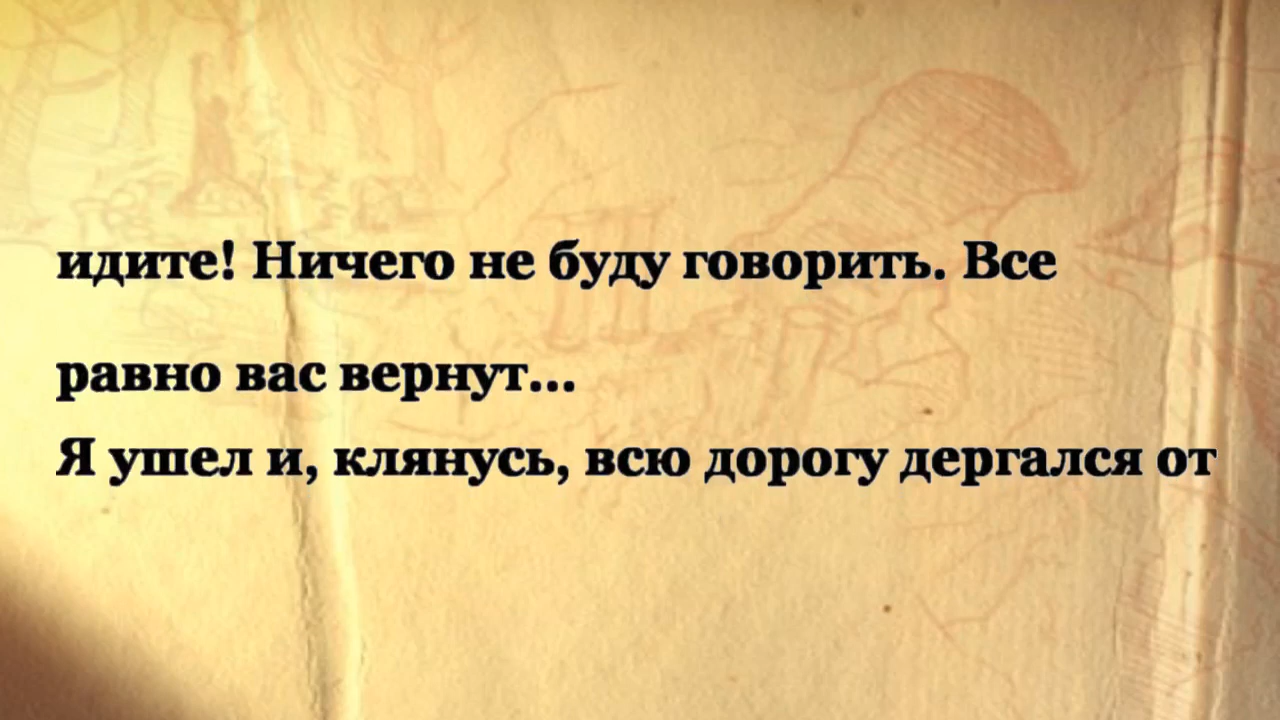 идите! Ничего не буду говорить. Все
равно вас вернут...
Я ушел и, клянусь, всю дорогу дергался от